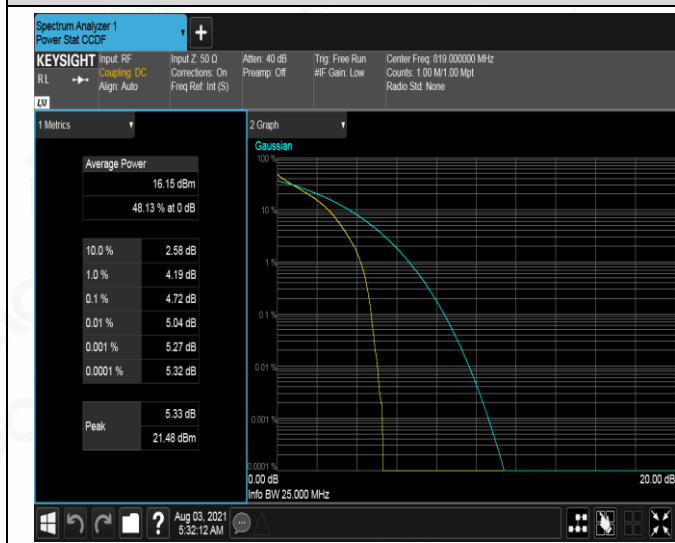 Spectrum Analyzer 1
Power Stat CCDF
+
KEYSIGHT
Input: RF
Input Z: 50 Ω
Atten: 40 dB
Trig: Free Run
Center Freq: 819.000000 MHz
R L
Coupling: DC
Corrections: On
Preamp: Off
#IF Gain: Low
Counts: 1.00 M/1.00 Mpt
Align: Auto
Freq Ref: Int (S)
Radio Std: None
LXI
1 Metrics
2 Graph
Gaussian
Average Power
16.15 dBm
48.13 % at 0 dB
10.0 % 2.58 dB
1.0 % 4.19 dB
0.1 % 4.72 dB
0.01 % 5.04 dB
0.001 % 5.27 dB
0.0001 % 5.32 dB
Peak
5.33 dB
21.48 dBm
100 %
10 %
1 %
0.1 %
0.01 %
0.001 %
0.0001 %
0.00 dB
20.00 dB
Info BW 25.000 MHz
?
Aug 03, 2021
5:32:12 AM